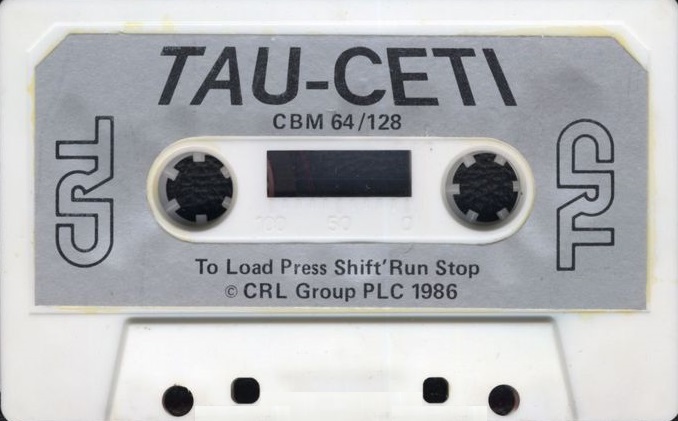 TAU-CETI
CBM 64/128
CRL
CRL
100 50 0
To Load Press Shift'Run Stop
© CRL Group PLC 1986